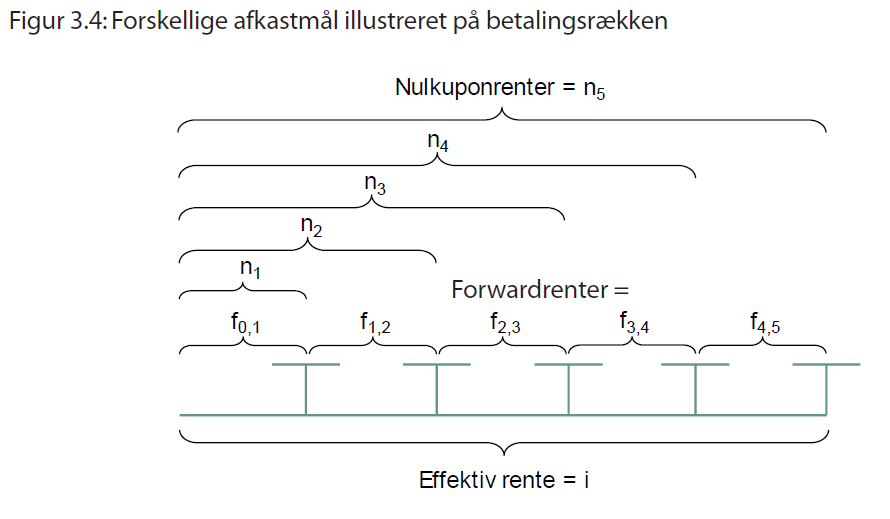 Figur 3.4: Forskellige afkastmål illustreret på betalingsrækken
Nulkuponrenter = n₅
n₄
n₃
n₂
n₁
Forwardrenter =
f₀,₁ f₁,₂ f₂,₃ f₃,₄ f₄,₅
Effektiv rente = i